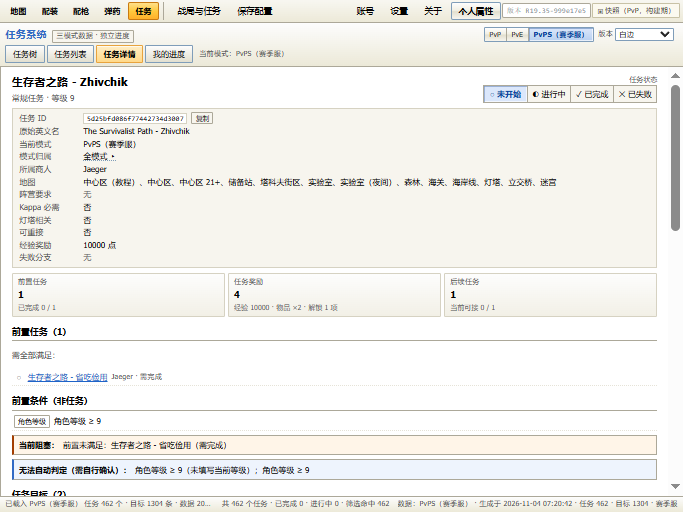 地图 配装 配枪 弹药 任务 战局与任务 保存配置 账号 设置 关于 个人属性 版本 R19.35-999e17e5 快照（PvP，构建期）
任务系统 三模式数据 · 独立进度 PvP PvE PvPS（赛季服） 版本 白边
任务树 任务列表 任务详情 我的进度 当前模式：PvPS（赛季服）
生存者之路 - Zhivchik 任务状态
常规任务 · 等级 9 ○ 未开始 ◐ 进行中 ✓ 已完成 ✕ 已失败
任务 ID 5d25bfd086f77442734d3007 复制
原始英文名 The Survivalist Path - Zhivchik
当前模式 PvPS（赛季服）
模式归属 全模式 ·
所属商人 Jaeger
地图 中心区（教程）、中心区、中心区 21+、储备站、塔科夫街区、实验室、实验室（夜间）、森林、海关、海岸线、灯塔、立交桥、迷宫
阵营要求 无
Kappa 必需 否
灯塔相关 否
可重接 否
经验奖励 10000 点
失败分支 无
前置任务 任务奖励 后续任务
1 4 1
已完成 0 / 1 经验 10000 · 物品 ×2 · 解锁 1 项 当前可接 0 / 1
前置任务（1）
需全部满足：
○ 生存者之路 - 省吃俭用 Jaeger · 需完成
前置条件（非任务）
角色等级 角色等级 ≥ 9
当前阻塞： 前置未满足：生存者之路 - 省吃俭用（需完成）
无法自动判定（需自行确认）： 角色等级 ≥ 9（未填写当前等级）；角色等级 ≥ 9
任务目标（2）
已载入 PvPS（赛季服） 任务 462 个 · 目标 1304 条 · 数据 20... 共 462 个任务 · 已完成 0 · 进行中 0 · 筛选命中 462 数据：PvPS（赛季服） · 生成于 2026-11-04 07:20:42 · 任务 462 · 目标 1304 · 赛季服